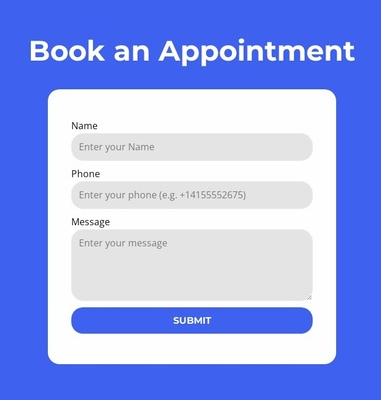 Book an Appointment
Name
Enter your Name
Phone
Enter your phone (e.g. +14155552675)
Message
Enter your message
SUBMIT